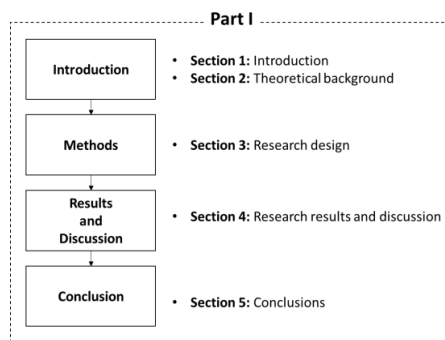 Part I
Introduction
• Section 1: Introduction
• Section 2: Theoretical background
Methods
• Section 3: Research design
Results
and
Discussion
• Section 4: Research results and discussion
Conclusion
• Section 5: Conclusions